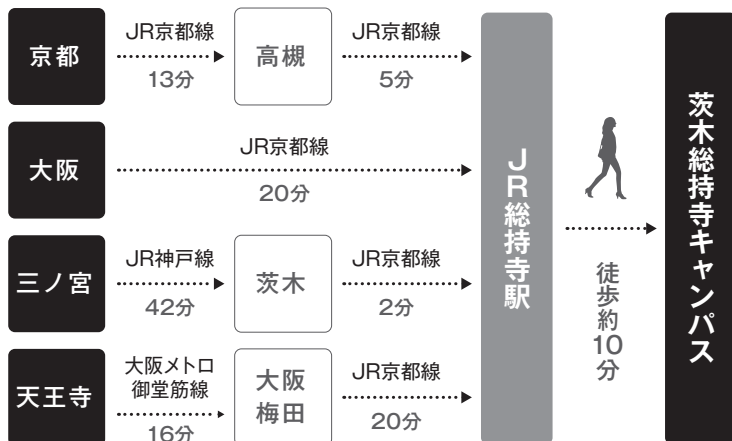 京都
JR京都線
13分
高槻
JR京都線
5分
大阪
JR京都線
20分
三ノ宮
JR神戸線
42分
茨木
JR京都線
2分
天王寺
大阪メトロ
御堂筋線
16分
大阪
梅田
JR京都線
20分
JR総持寺駅
徒歩約10分
茨木総持寺キャンパス